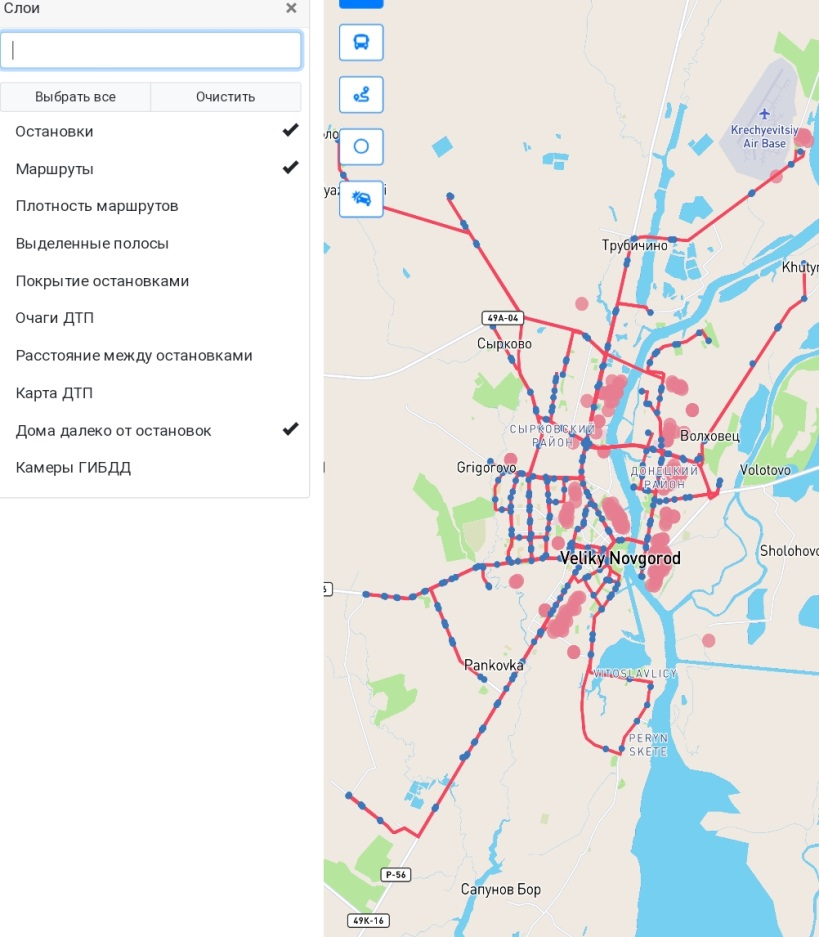 Слои ×
Выбрать все
Очистить
Остановки
Маршруты
Плотность маршрутов
Выделенные полосы
Покрытие остановками
Очаги ДТП
Расстояние между остановками
Карта ДТП
Дома далеко от остановок
Камеры ГИБДД
Krechyevitsiy
Air Base
Трубичино
Khutyn
49A-04
Сырково
СЫРКОВСКИЙ
РАЙОН
Волховец
Grigorovo
ДОНЕЦКИЙ
РАЙОН
Volotovo
Veliky Novgorod
Sholohovo
Pankovka
VITOSLAVLICY
PERYN
SKETE
P-56
Сапунов Бор
49K-16